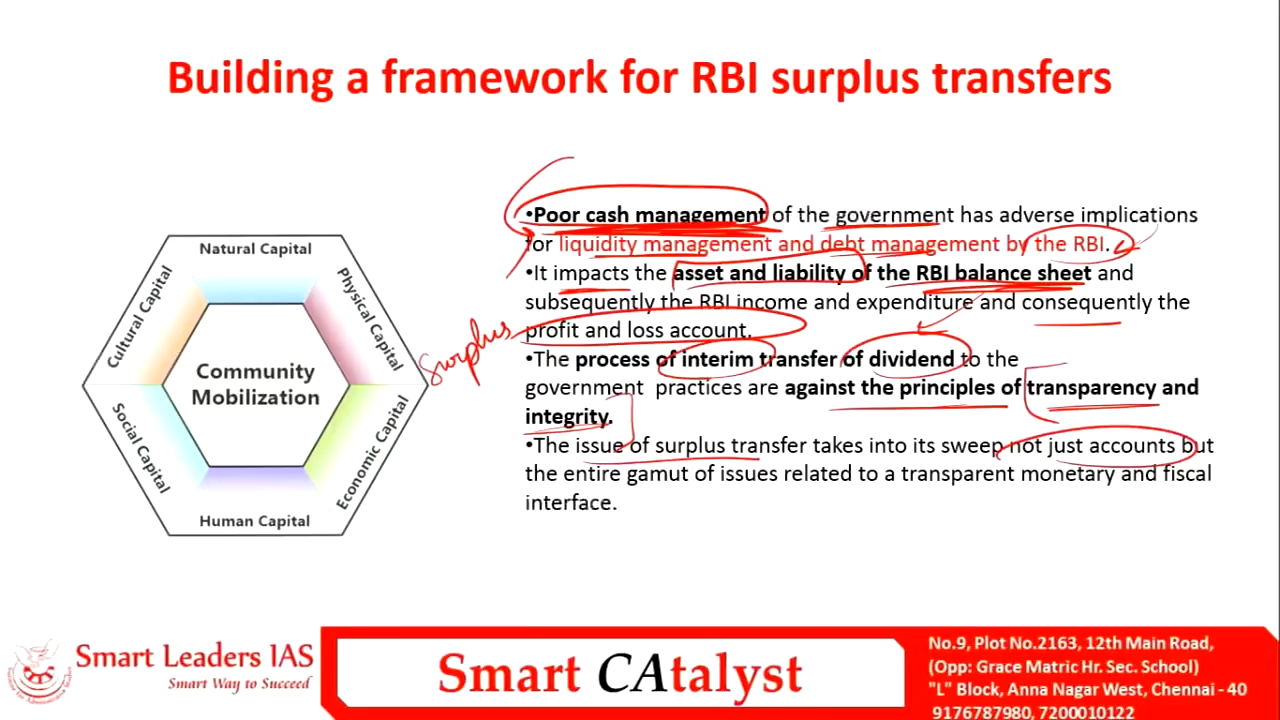 Building a framework for RBI surplus transfers
Natural Capital
Cultural Capital
Physical Capital
Community
Mobilization
Social Capital
Economic Capital
Human Capital
Surplus
•Poor cash management of the government has adverse implications
for liquidity management and debt management by the RBI.
•It impacts the asset and liability of the RBI balance sheet and
subsequently the RBI income and expenditure and consequently the
profit and loss account.
•The process of interim transfer of dividend to the
government practices are against the principles of transparency and
integrity.
•The issue of surplus transfer takes into its sweep not just accounts but
the entire gamut of issues related to a transparent monetary and fiscal
interface.
Smart Leaders IAS
Smart Way to Succeed
Smart CAtalyst
No.9, Plot No.2163, 12th Main Road,
(Opp: Grace Matric Hr. Sec. School)
"L" Block, Anna Nagar West, Chennai - 40
9176787980, 7200010122